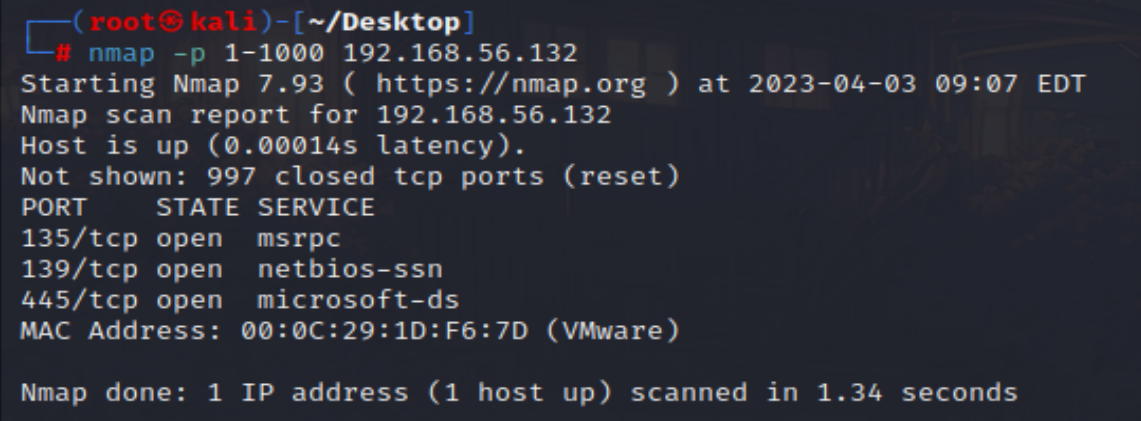 ┌──(root㉿kali)-[~/Desktop]
└─# nmap -p 1-1000 192.168.56.132
Starting Nmap 7.93 ( https://nmap.org ) at 2023-04-03 09:07 EDT
Nmap scan report for 192.168.56.132
Host is up (0.00014s latency).
Not shown: 997 closed tcp ports (reset)
PORT    STATE SERVICE
135/tcp open  msrpc
139/tcp open  netbios-ssn
445/tcp open  microsoft-ds
MAC Address: 00:0C:29:1D:F6:7D (VMware)
Nmap done: 1 IP address (1 host up) scanned in 1.34 seconds